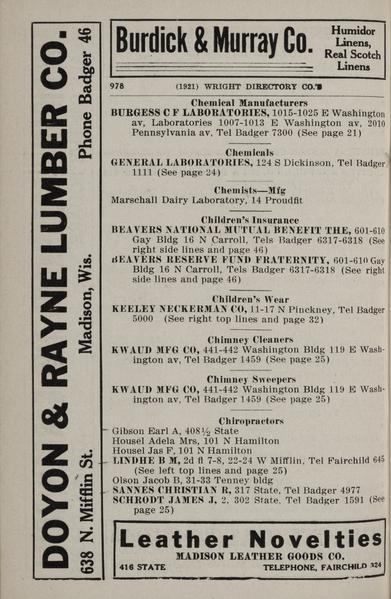 Burdick & Murray Co.
Humidor
Linens,
Real Scotch
Linens
DOYON & RAYNE LUMBER CO.
638 N. Mifflin St. Madison, Wis. Phone Badger 46
978 (1921) WRIGHT DIRECTORY CO.'S
Chemical Manufacturers
BURGESS C F LABORATORIES, 1015-1025 E Washington
av, Laboratories 1007-1013 E Washington av, 2010
Pennsylvania av, Tel Badger 7300 (See page 21)
Chemicals
GENERAL LABORATORIES, 124 S Dickinson, Tel Badger
1111 (See page 24)
Chemists—Mfg
Marschall Dairy Laboratory, 14 Proudfit
Children's Insurance
BEAVERS NATIONAL MUTUAL BENEFIT THE, 601-610
Gay Bldg 16 N Carroll, Tels Badger 6317-6318 (See
right side lines and page 46)
BEAVERS RESERVE FUND FRATERNITY, 601-610 Gay
Bldg 16 N Carroll, Tels Badger 6317-6318 (See right
side lines and page 46)
Children's Wear
KEELEY NECKERMAN CO, 11-17 N Pinckney, Tel Badger
5000 (See right top lines and page 32)
Chimney Cleaners
KWAUD MFG CO, 441-442 Washington Bldg 119 E Wash-
ington av, Tel Badger 1459 (See page 25)
Chimney Sweepers
KWAUD MFG CO, 441-442 Washington Bldg 119 E Wash-
ington av, Tel Badger 1459 (See page 25)
Chiropractors
Gibson Earl A, 408½ State
Housel Adela Mrs, 101 N Hamilton
Housel Jas F, 101 N Hamilton
LINDHE B M, 2d fl 7-8, 22-24 W Mifflin, Tel Fairchild 645
(See left top lines and page 25)
Olson Jacob B, 31-33 Tenney bldg
SANNES CHRISTIAN R, 317 State, Tel Badger 4977
SCHRODT JAMES J, 2, 302 State, Tel Badger 1591 (See
page 25)
Leather Novelties
MADISON LEATHER GOODS CO.
416 STATE TELEPHONE, FAIRCHILD 324